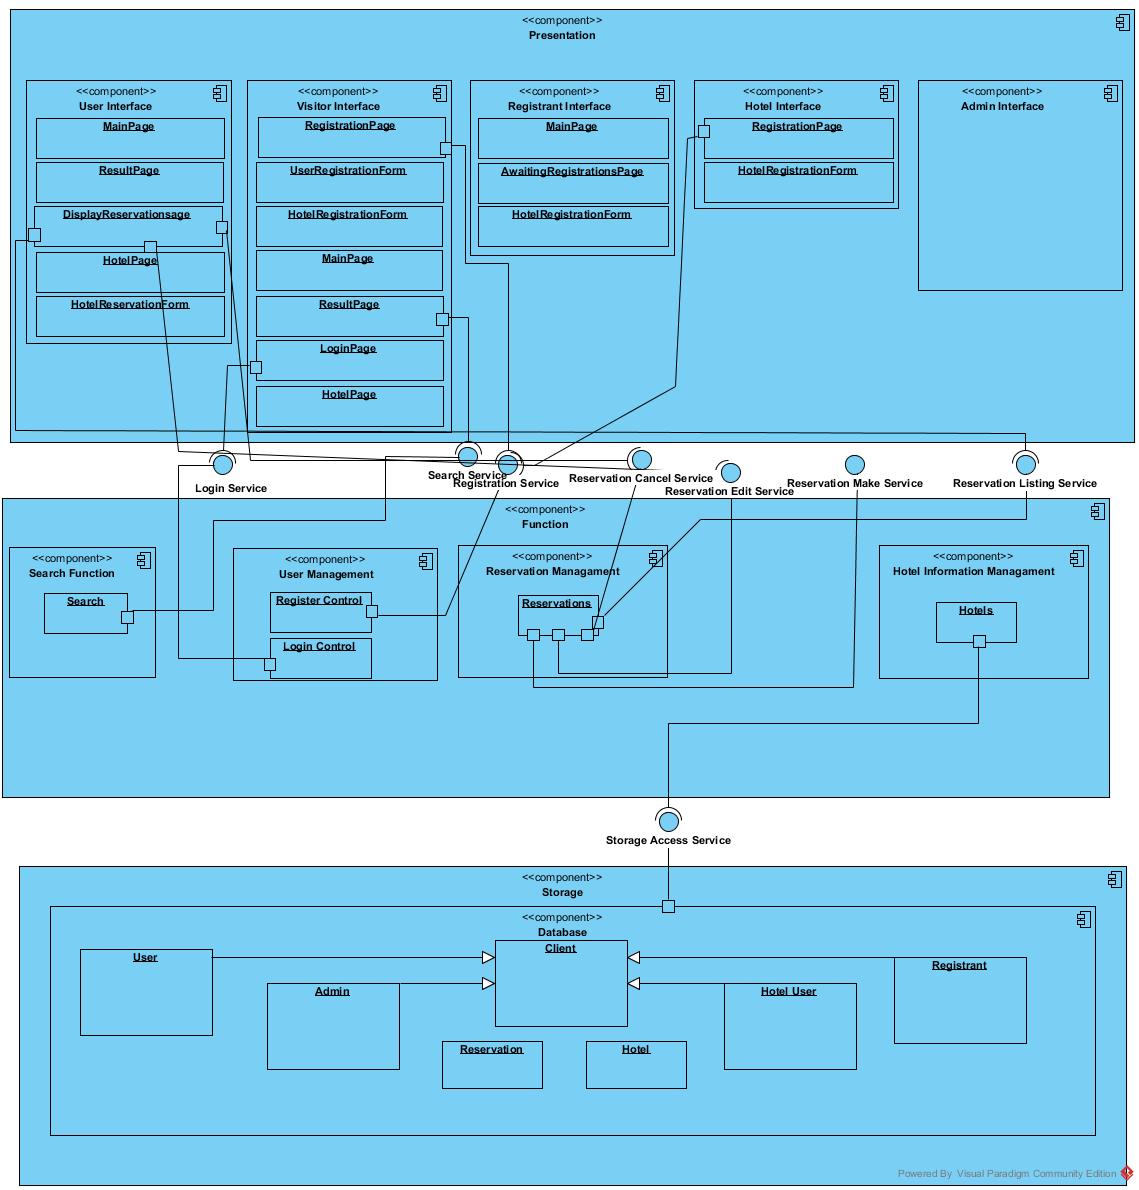 <<component>>
Presentation
<<component>>
User Interface
MainPage
ResultPage
DisplayReservationsage
HotelPage
HotelReservationForm
<<component>>
Visitor Interface
RegistrationPage
UserRegistrationForm
HotelRegistrationForm
MainPage
ResultPage
LoginPage
HotelPage
<<component>>
Registrant Interface
MainPage
AwaitingRegistrationsPage
HotelRegistrationForm
<<component>>
Hotel Interface
RegistrationPage
HotelRegistrationForm
<<component>>
Admin Interface
Login Service
Search Service
Registration Service
Reservation Cancel Service
Reservation Edit Service
Reservation Make Service
Reservation Listing Service
<<component>>
Function
<<component>>
Search Function
Search
<<component>>
User Management
Register Control
Login Control
<<component>>
Reservation Managament
Reservations
<<component>>
Hotel Information Managament
Hotels
Storage Access Service
<<component>>
Storage
<<component>>
Database
Client
User
Admin
Hotel User
Registrant
Reservation
Hotel
Powered By Visual Paradigm Community Edition